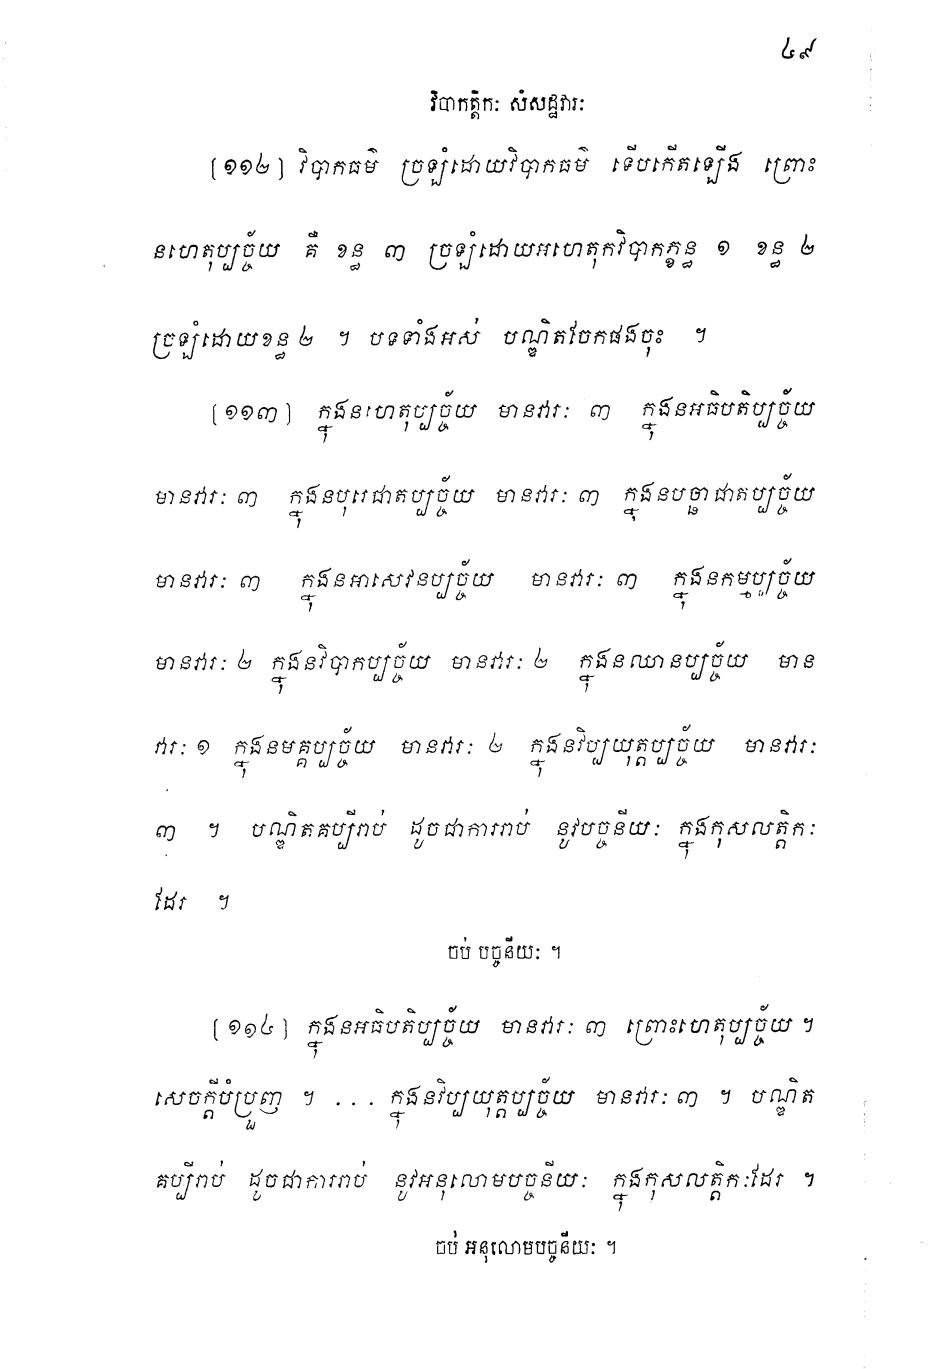 ៤៩
វិបាកត្តិកៈ សំសដ្ឋវារៈ
[១១២] វិបាកធម៌ ច្រឡំដោយវិបាកធម៌ ទើបកើតឡើង ព្រោះ
នហេតុប្ប្ច័្ចយ គឺ ខន្ធ ៣ ច្រឡំដោយអហេតុកវិបាកក្ខន្ធ ១ ខន្ធ ២
ច្រឡំដោយខន្ធ ២ ។ បទទាំងអស់ បណ្ឌិតចែកផងចុះ ។
[១១៣] ក្នុងនហេតុប្បច្ច័យ មានវារៈ ៣ ក្នុងនអធិបតិប្បច្ច័យ
មានវារៈ ៣ ក្នុងនបុរេជាតប្បច្ច័យ មានវារៈ ៣ ក្នុងនបច្ឆាជាតប្បច្ច័យ
មានវារៈ ៣ ក្នុងនអាសេវនប្បច្ច័យ មានវារៈ ៣ ក្នុងនកម្មប្បច្ច័យ
មានវារៈ ២ ក្នុងនវិបាកប្បច្ច័យ មានវារៈ ២ ក្នុងនឈានប្បច្ច័យ មាន
វារៈ ១ ក្នុងនមគ្គប្បច្ច័យ មានវារៈ ២ ក្នុងនវិប្បយុត្តប្បច្ច័យ មានវារៈ
៣ ។ បណ្ឌិតគប្បីរាប់ ដូចជាការរាប់ នូវបច្ចនីយៈ ក្នុងកុសលត្តិកៈ
ដែរ ។
ចប់ បច្ចនីយៈ ។
[១១៤] ក្នុងនអធិបតិប្បច្ច័យ មានវារៈ ៣ ព្រោះហេតុប្បច្ច័យ ។
សេចក្តីបំប្រួញ ។ ... ក្នុងនវិប្បយុត្តប្បច្ច័យ មានវារៈ ៣ ។ បណ្ឌិត
គប្បីរាប់ ដូចជាការរាប់ នូវអនុលោមបច្ចនីយៈ ក្នុងកុសលត្តិកៈដែរ ។
ចប់ អនុលោមបច្ចនីយៈ ។